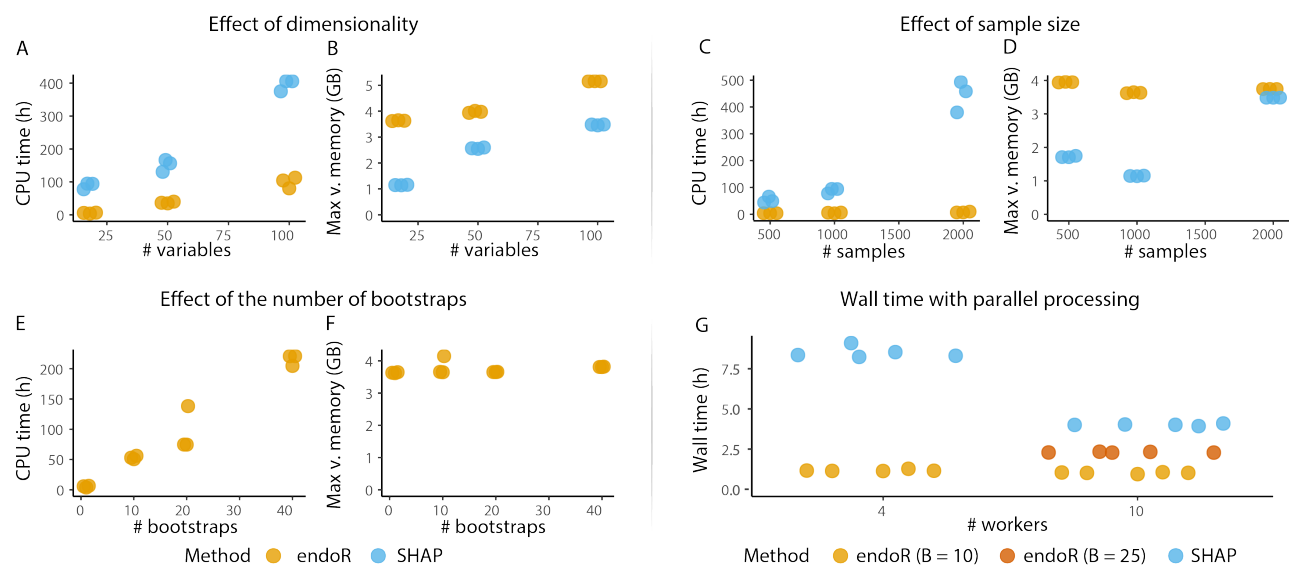 Effect of dimensionality
A
B
CPU time (h)
400
300
200
100
0
25
50
75
100
# variables
Max v. memory (GB)
5
4
3
2
1
0
25
50
75
100
# variables
Effect of sample size
C
D
CPU time (h)
500
400
300
200
100
0
500
1000
1500
2000
# samples
Max v. memory (GB)
4
3
2
1
0
500
1000
1500
2000
# samples
Effect of the number of bootstraps
E
F
CPU time (h)
200
150
100
50
0
0
10
20
30
40
# bootstraps
Max v. memory (GB)
4
3
2
1
0
0
10
20
30
40
# bootstraps
Method endoR SHAP
Wall time with parallel processing
G
Wall time (h)
7.5
5.0
2.5
0.0
4
10
# workers
Method endoR (B = 10) endoR (B = 25) SHAP